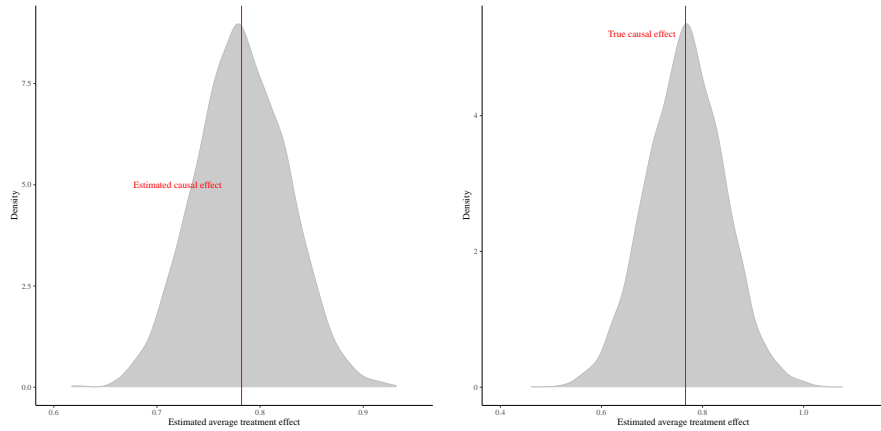 7.5
5.0
2.5
0.0
Density
Estimated causal effect
0.6
0.7
0.8
0.9
Estimated average treatment effect
4
2
0
Density
True causal effect
0.4
0.6
0.8
1.0
Estimated average treatment effect